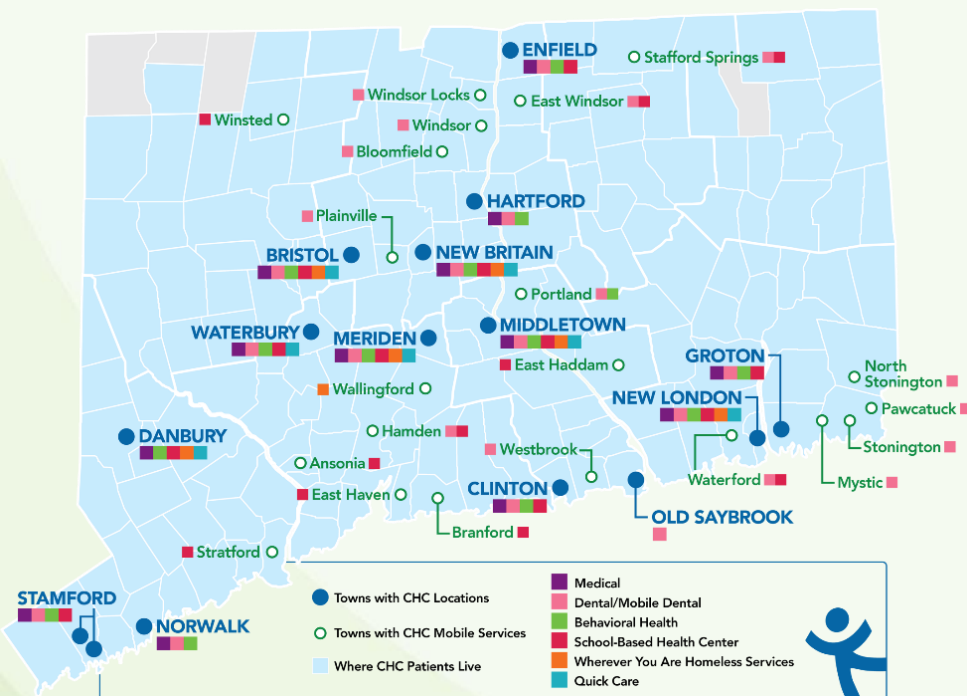 ENFIELD
Stafford Springs
Windsor Locks
East Windsor
Winsted
Windsor
Bloomfield
HARTFORD
Plainville
BRISTOL
NEW BRITAIN
Portland
WATERBURY
MERIDEN
MIDDLETOWN
GROTON
East Haddam
North
Stonington
Wallingford
NEW LONDON
Pawcatuck
DANBURY
Hamden
Westbrook
Stonington
Ansonia
Waterford
Mystic
East Haven
CLINTON
OLD SAYBROOK
Branford
Stratford
STAMFORD
NORWALK
Towns with CHC Locations
Towns with CHC Mobile Services
Where CHC Patients Live
Medical
Dental/Mobile Dental
Behavioral Health
School-Based Health Center
Wherever You Are Homeless Services
Quick Care